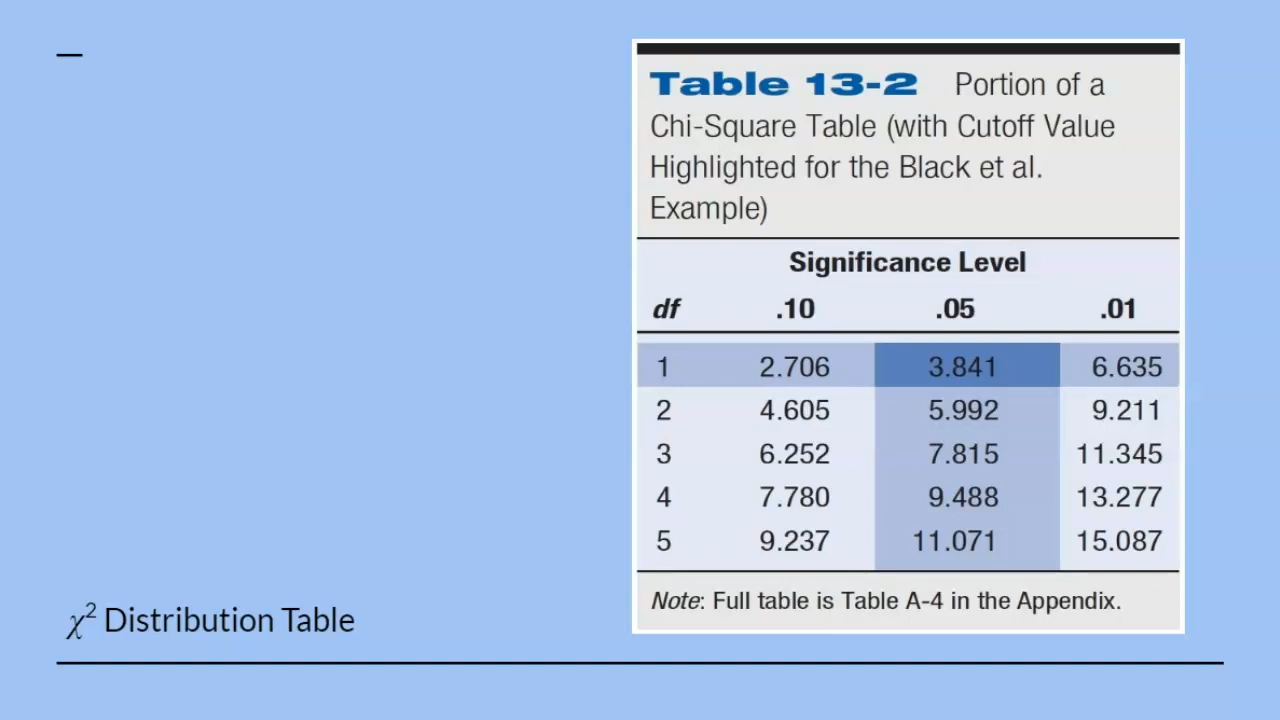 Table 13-2 Portion of a
Chi-Square Table (with Cutoff Value
Highlighted for the Black et al.
Example)
Significance Level
df .10 .05 .01
1 2.706 3.841 6.635
2 4.605 5.992 9.211
3 6.252 7.815 11.345
4 7.780 9.488 13.277
5 9.237 11.071 15.087
Note: Full table is Table A-4 in the Appendix.
χ² Distribution Table